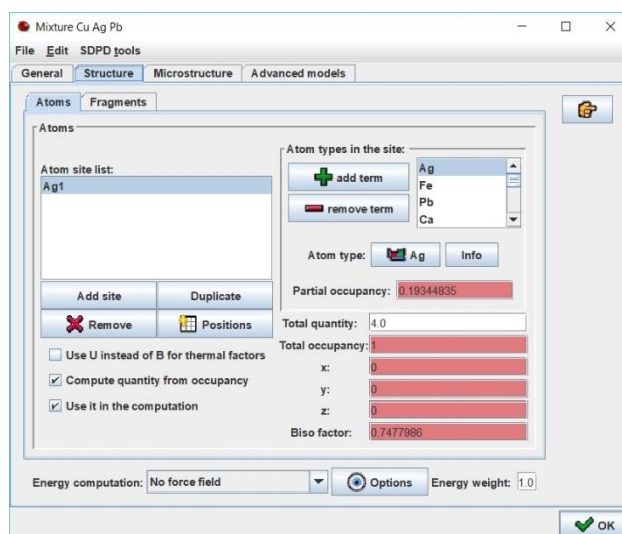 Mixture Cu Ag Pb
File Edit SDPD tools
General Structure Microstructure Advanced models
Atoms Fragments
Atoms
Atom site list:
Ag1
Atom types in the site:
add term
remove term
Ag
Fe
Pb
Ca
Atom type: Ag Info
Partial occupancy: 0.19344835
Add site Duplicate
Remove Positions
Use U instead of B for thermal factors
Compute quantity from occupancy
Use it in the computation
Total quantity: 4.0
Total occupancy: 1
x: 0
y: 0
z: 0
Biso factor: 0.7477986
Energy computation: No force field Options Energy weight: 1.0
OK